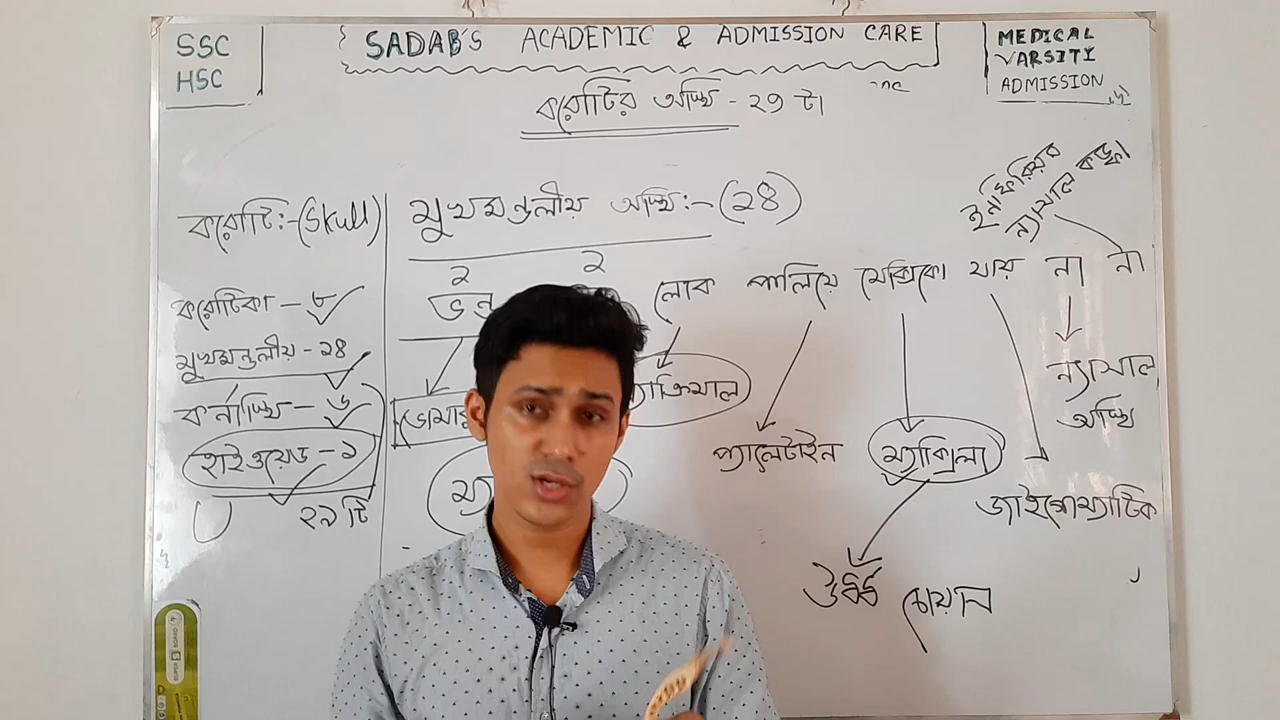 SSC
HSC
SADAB'S ACADEMIC & ADMISSION CARE
MEDICAL
VARSITY
ADMISSION
করোটির অস্থি - ২৯ টা
করোটি:-(Skull)
করোটিকা - ৮
মুখমন্ডলীয় - ১৪
কর্নাস্থি - ৬
হাইওয়েড - ১
২৯ টি
মুখমন্ডলীয় অস্থি:-(১৪)
২ ২
লোক পালিয়ে মেক্সিকো যায় না না
ইনফিরিয়র
ন্যাসাল কঙ্কা
প্যালেটাইন
ম্যাক্সিলা
জাইগোম্যাটিক
ন্যাসাল
অস্থি
ঊর্ধ্ব চোয়াল